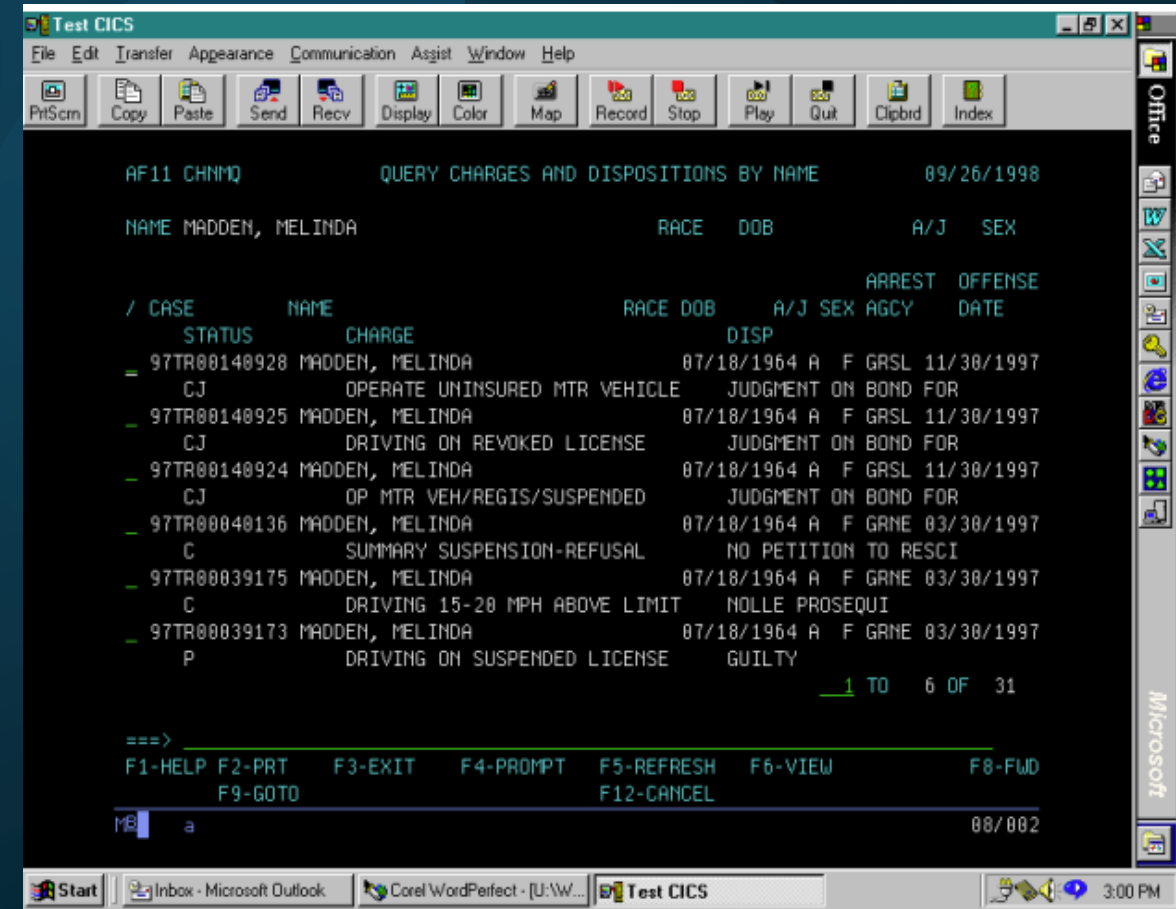 Test CICS
File Edit Transfer Appearance Communication Assist Window Help
PrtScrn Copy Paste Send Recv Display Color Map Record Stop Play Quit Clipbrd Index
Office
AF11 CHNMQ QUERY CHARGES AND DISPOSITIONS BY NAME 09/26/1998
NAME MADDEN, MELINDA RACE DOB A/J SEX
ARREST OFFENSE
/ CASE NAME RACE DOB A/J SEX AGCY DATE
STATUS CHARGE DISP
_ 97TR00140928 MADDEN, MELINDA 07/18/1964 A F GRSL 11/30/1997
CJ OPERATE UNINSURED MTR VEHICLE JUDGMENT ON BOND FOR
_ 97TR00140925 MADDEN, MELINDA 07/18/1964 A F GRSL 11/30/1997
CJ DRIVING ON REVOKED LICENSE JUDGMENT ON BOND FOR
_ 97TR00140924 MADDEN, MELINDA 07/18/1964 A F GRSL 11/30/1997
CJ OP MTR VEH/REGIS/SUSPENDED JUDGMENT ON BOND FOR
_ 97TR00040136 MADDEN, MELINDA 07/18/1964 A F GRNE 03/30/1997
C SUMMARY SUSPENSION-REFUSAL NO PETITION TO RESCI
_ 97TR00039175 MADDEN, MELINDA 07/18/1964 A F GRNE 03/30/1997
C DRIVING 15-20 MPH ABOVE LIMIT NOLLE PROSEQUI
_ 97TR00039173 MADDEN, MELINDA 07/18/1964 A F GRNE 03/30/1997
P DRIVING ON SUSPENDED LICENSE GUILTY
1 TO 6 OF 31
===>
F1-HELP F2-PRT F3-EXIT F4-PROMPT F5-REFRESH F6-VIEW F8-FWD
F9-GOTO F12-CANCEL
MB a 08/002
Microsoft
Start Inbox - Microsoft Outlook Corel WordPerfect - [U:\W... Test CICS 3:00 PM